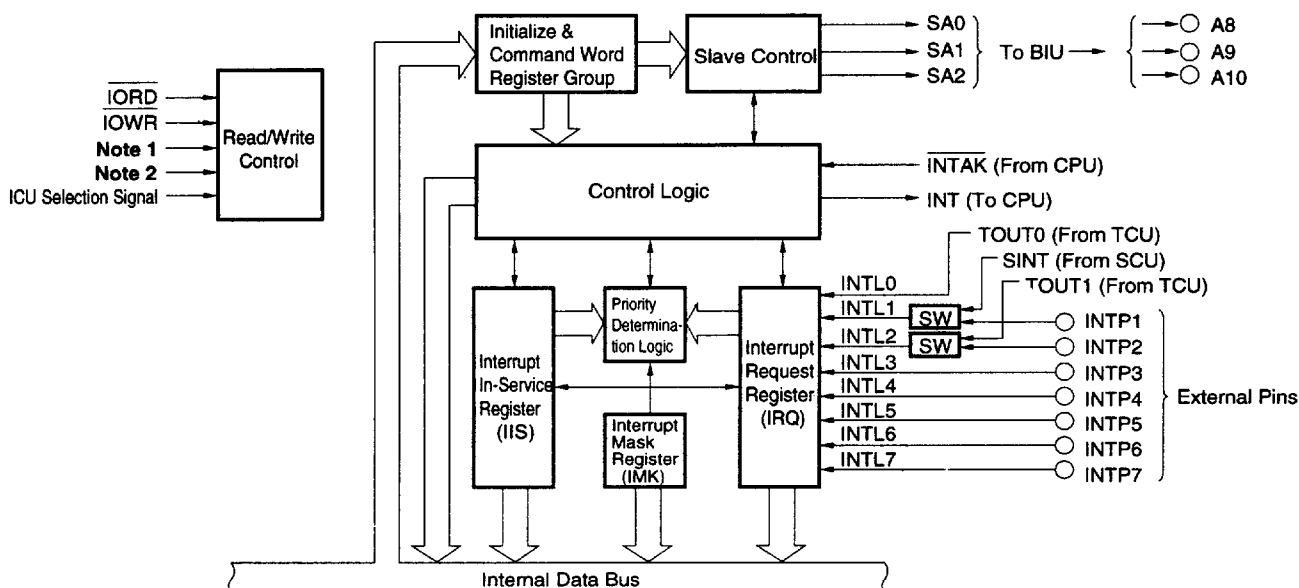 Initialize &
Command Word
Register Group
Slave Control
SA0
SA1
SA2
To BIU
A8
A9
A10
IORD
IOWR
Note 1
Note 2
ICU Selection Signal
Read/Write
Control
Control Logic
INTAK (From CPU)
INT (To CPU)
TOUT0 (From TCU)
SINT (From SCU)
TOUT1 (From TCU)
Interrupt
In-Service
Register
(IIS)
Priority
Determina-
tion Logic
Interrupt
Mask
Register
(IMK)
Interrupt
Request
Register
(IRQ)
INTL0
INTL1
INTL2
INTL3
INTL4
INTL5
INTL6
INTL7
SW
SW
INTP1
INTP2
INTP3
INTP4
INTP5
INTP6
INTP7
External Pins
Internal Data Bus